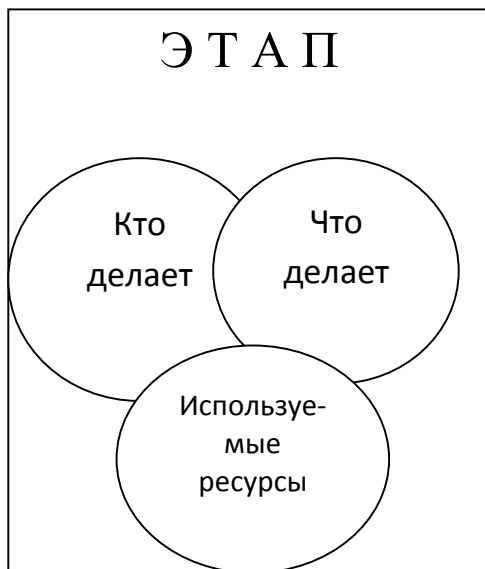 Э Т А П
Кто
делает
Что
делает
Используе-
мые
ресурсы